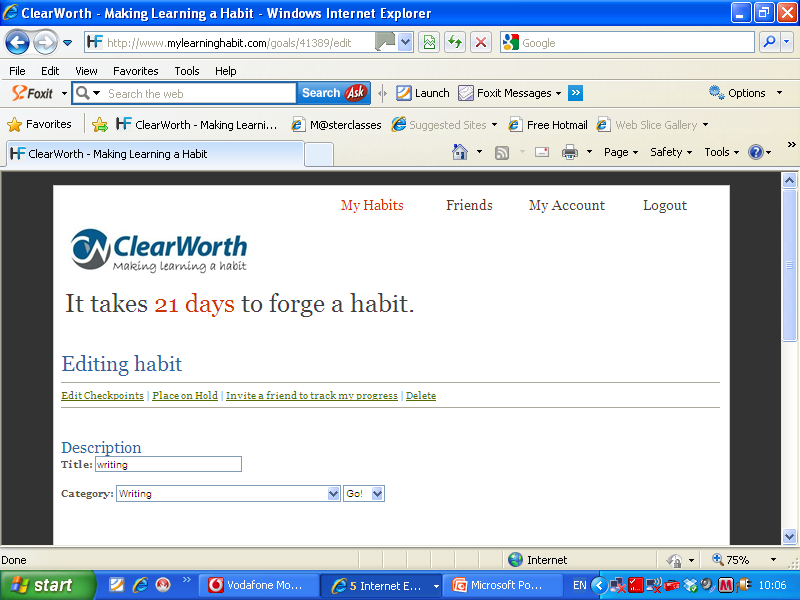 ClearWorth - Making Learning a Habit - Windows Internet Explorer
http://www.mylearninghabit.com/goals/41389/edit
Google
File Edit View Favorites Tools Help
Foxit Search the web Search Ask Launch Foxit Messages Options
Favorites ClearWorth - Making Learni... M@sterclasses Suggested Sites Free Hotmail Web Slice Gallery
ClearWorth - Making Learning a Habit Page Safety Tools
My Habits Friends My Account Logout
ClearWorth
Making learning a habit
It takes 21 days to forge a habit.
Editing habit
Edit Checkpoints | Place on Hold | Invite a friend to track my progress | Delete
Description
Title: writing
Category: Writing Go!
Done Internet 75%
start Vodafone Mo... 5 Internet E... Microsoft Po... EN 10:06